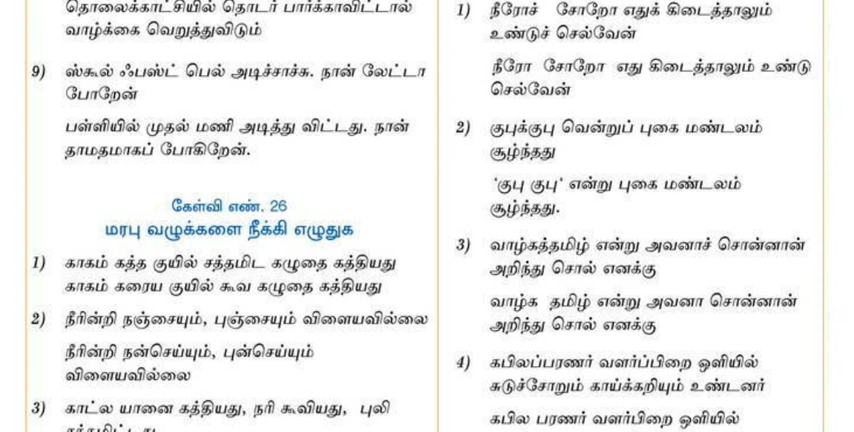 தொலைக்காட்சியில் தொடர் பார்க்காவிட்டால்
வாழ்க்கை வெறுத்துவிடும்
9) ஸ்கூல் ஃபஸ்ட் பெல் அடிச்சாச்சு. நான் லேட்டா
போறேன்
பள்ளியில் முதல் மணி அடித்து விட்டது. நான்
தாமதமாகப் போகிறேன்.
கேள்வி எண். 26
மரபு வழுக்களை நீக்கி எழுதுக
1) காகம் கத்த குயில் சத்தமிட கழுதை கத்தியது
காகம் கரைய குயில் கூவ கழுதை கத்தியது
2) நீரின்றி நஞ்சையும், புஞ்சையும் விளையவில்லை
நீரின்றி நன்செய்யும், புன்செய்யும்
விளையவில்லை
3) காட்ல யானை கத்தியது, நரி கூவியது, புலி
1) நீரோச் சோறோ எதுக் கிடைத்தாலும்
உண்டுச் செல்வேன்
நீரோ சோறோ எது கிடைத்தாலும் உண்டு
செல்வேன்
2) குபுக்குபு வென்றுப் புகை மண்டலம்
சூழ்ந்தது
‘குபு குபு’ என்று புகை மண்டலம்
சூழ்ந்தது.
3) வாழ்கத்தமிழ் என்று அவனாச் சொன்னான்
அறிந்து சொல் எனக்கு
வாழ்க தமிழ் என்று அவனா சொன்னான்
அறிந்து சொல் எனக்கு
4) கபிலப்பரணர் வளர்ப்பிறை ஒளியில்
சுடுச்சோறும் காய்க்கறியும் உண்டனர்
கபில பரணர் வளர்பிறை ஒளியில்